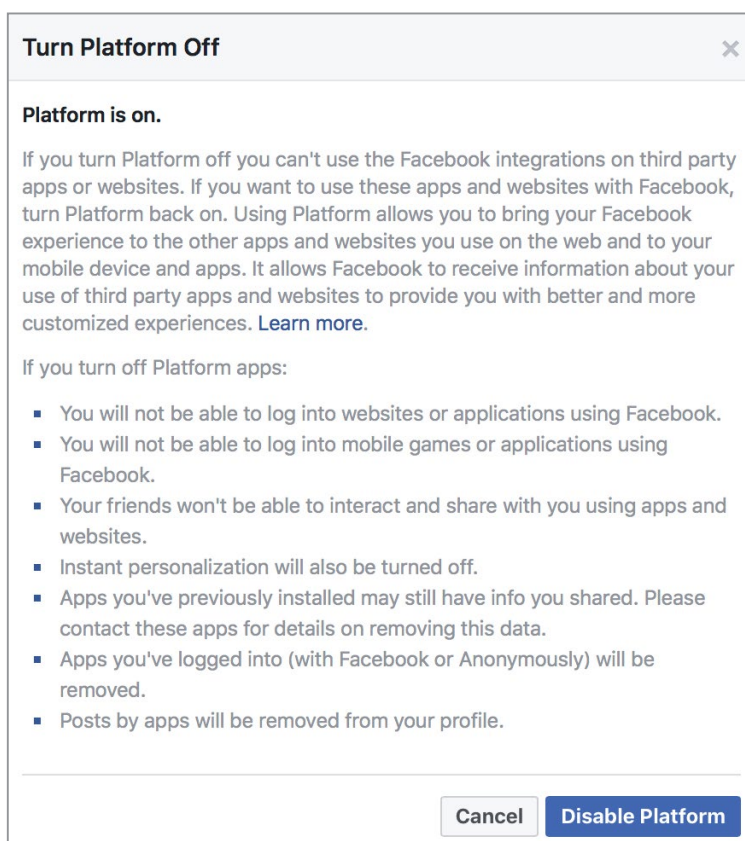 Turn Platform Off
Platform is on.
If you turn Platform off you can't use the Facebook integrations on third party
apps or websites. If you want to use these apps and websites with Facebook,
turn Platform back on. Using Platform allows you to bring your Facebook
experience to the other apps and websites you use on the web and to your
mobile device and apps. It allows Facebook to receive information about your
use of third party apps and websites to provide you with better and more
customized experiences. Learn more.
If you turn off Platform apps:
You will not be able to log into websites or applications using Facebook.
You will not be able to log into mobile games or applications using
Facebook.
Your friends won't be able to interact and share with you using apps and
websites.
Instant personalization will also be turned off.
Apps you've previously installed may still have info you shared. Please
contact these apps for details on removing this data.
Apps you've logged into (with Facebook or Anonymously) will be
removed.
Posts by apps will be removed from your profile.
Cancel Disable Platform